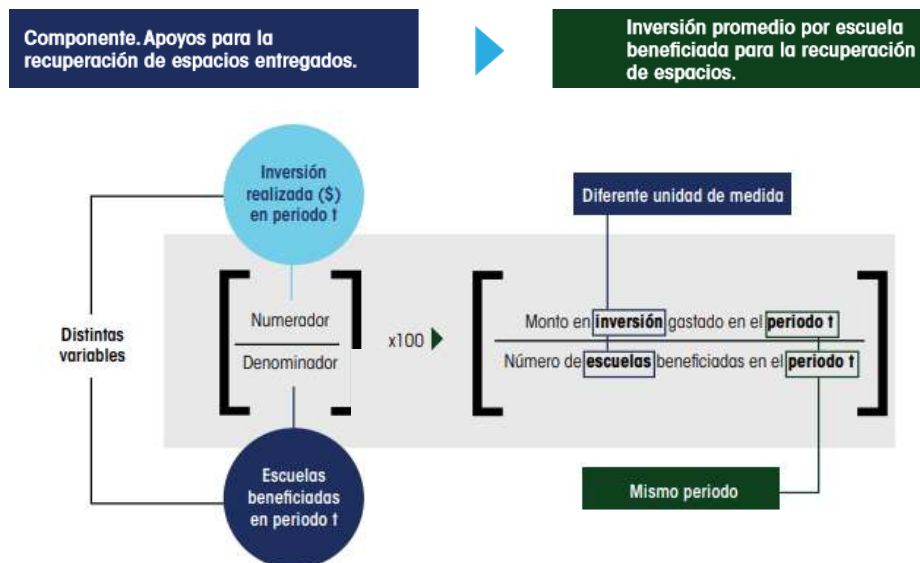 Componente. Apoyos para la
recuperación de espacios entregados.
Inversión promedio por escuela
beneficiada para la recuperación
de espacios.
Inversión
realizada ($)
en periodo t
Diferente unidad de medida
Distintas
variables
Numerador
Denominador
x100
Monto en inversión gastado en el periodo t
Número de escuelas beneficiadas en el periodo t
Escuelas
beneficiadas
en periodo t
Mismo periodo